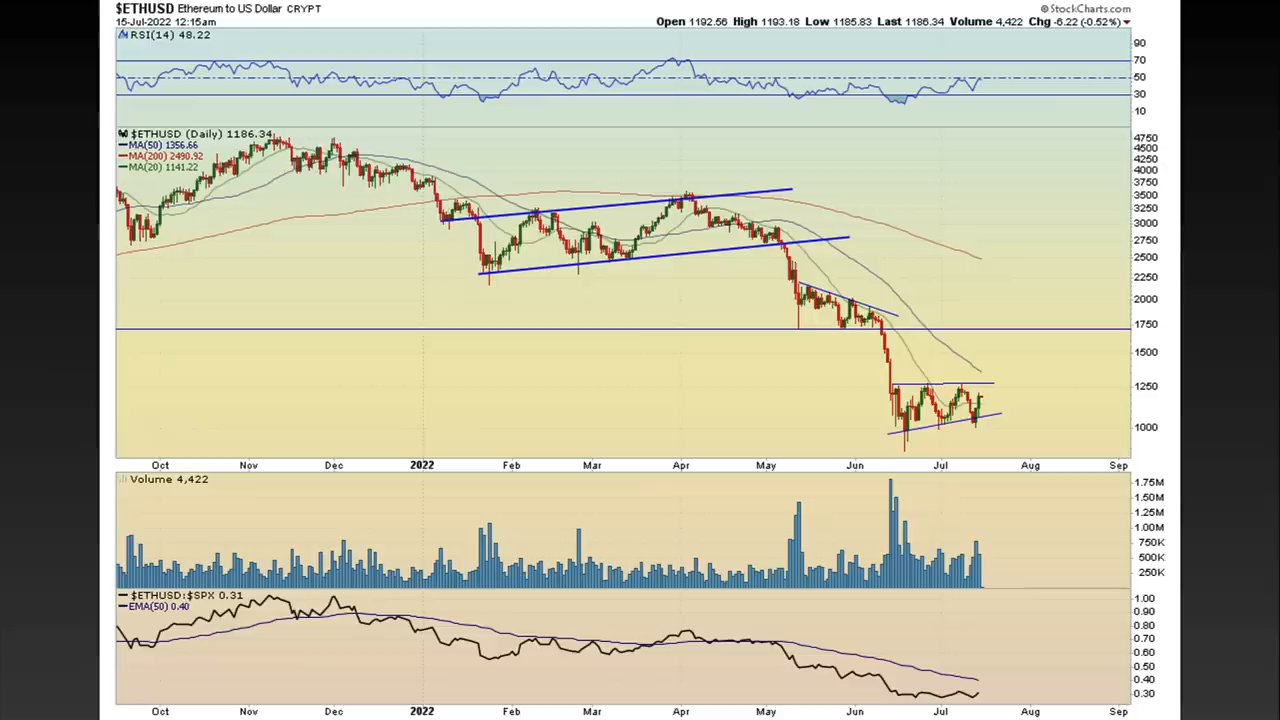 $ETHUSD Ethereum to US Dollar CRYPT
© StockCharts.com
15-Jul-2022 12:15am
Open 1192.56 High 1193.18 Low 1185.83 Last 1186.34 Volume 4,422 Chg -6.22 (-0.52%)
RSI(14) 48.22
90
70
50
30
10
$ETHUSD (Daily) 1186.34
MA(50) 1356.66
MA(200) 2490.92
MA(20) 1141.22
4750
4500
4250
4000
3750
3500
3250
3000
2750
2500
2250
2000
1750
1500
1250
1000
Oct Nov Dec 2022 Feb Mar Apr May Jun Jul Aug Sep
Volume 4,422
1.75M
1.50M
1.25M
1.00M
750K
500K
250K
$ETHUSD:$SPX 0.31
EMA(50) 0.40
1.00
0.90
0.80
0.70
0.60
0.50
0.40
0.30
Oct Nov Dec 2022 Feb Mar Apr May Jun Jul Aug Sep